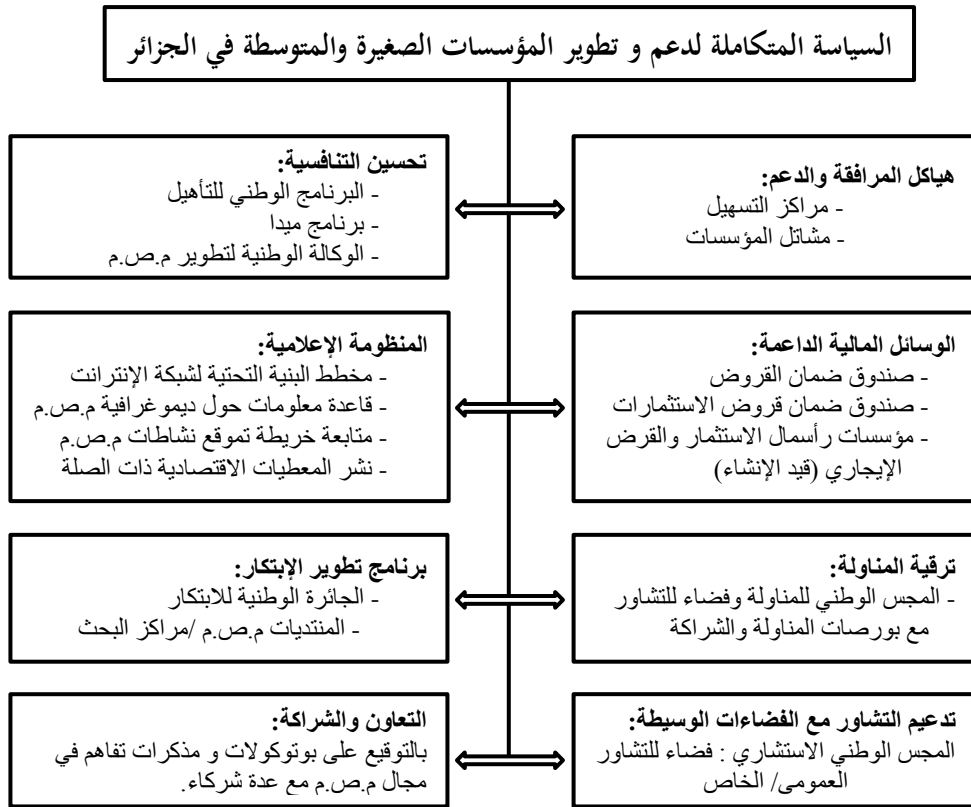 السياسة المتكاملة لدعم و تطوير المؤسسات الصغيرة والمتوسطة في الجزائر
هياكل المرافقة والدعم:
- مراكز التسهيل
- مشاتل المؤسسات
تحسين التنافسية:
- البرنامج الوطني للتأهيل
- برنامج ميدا
- الوكالة الوطنية لتطوير م.ص.م
الوسائل المالية الداعمة:
- صندوق ضمان القروض
- صندوق ضمان قروض الاستثمارات
- مؤسسات رأسمال الاستثمار والقرض
الإيجاري (قيد الإنشاء)
المنظومة الإعلامية:
- مخطط البنية التحتية لشبكة الإنترانت
- قاعدة معلومات حول ديموغرافية م.ص.م
- متابعة خريطة تموقع نشاطات م.ص.م
- نشر المعطيات الاقتصادية ذات الصلة
ترقية المناولة:
- المجس الوطني للمناولة وفضاء للتشاور
مع بورصات المناولة والشراكة
برنامج تطوير الإبتكار:
- الجائرة الوطنية للابتكار
- المنتديات م.ص.م /مراكز البحث
تدعيم التشاور مع الفضاءات الوسيطة:
المجس الوطني الاستشاري : فضاء للتشاور
العمومي/ الخاص
التعاون والشراكة:
بالتوقيع على بوتوكولات و مذكرات تفاهم في
مجال م.ص.م مع عدة شركاء.